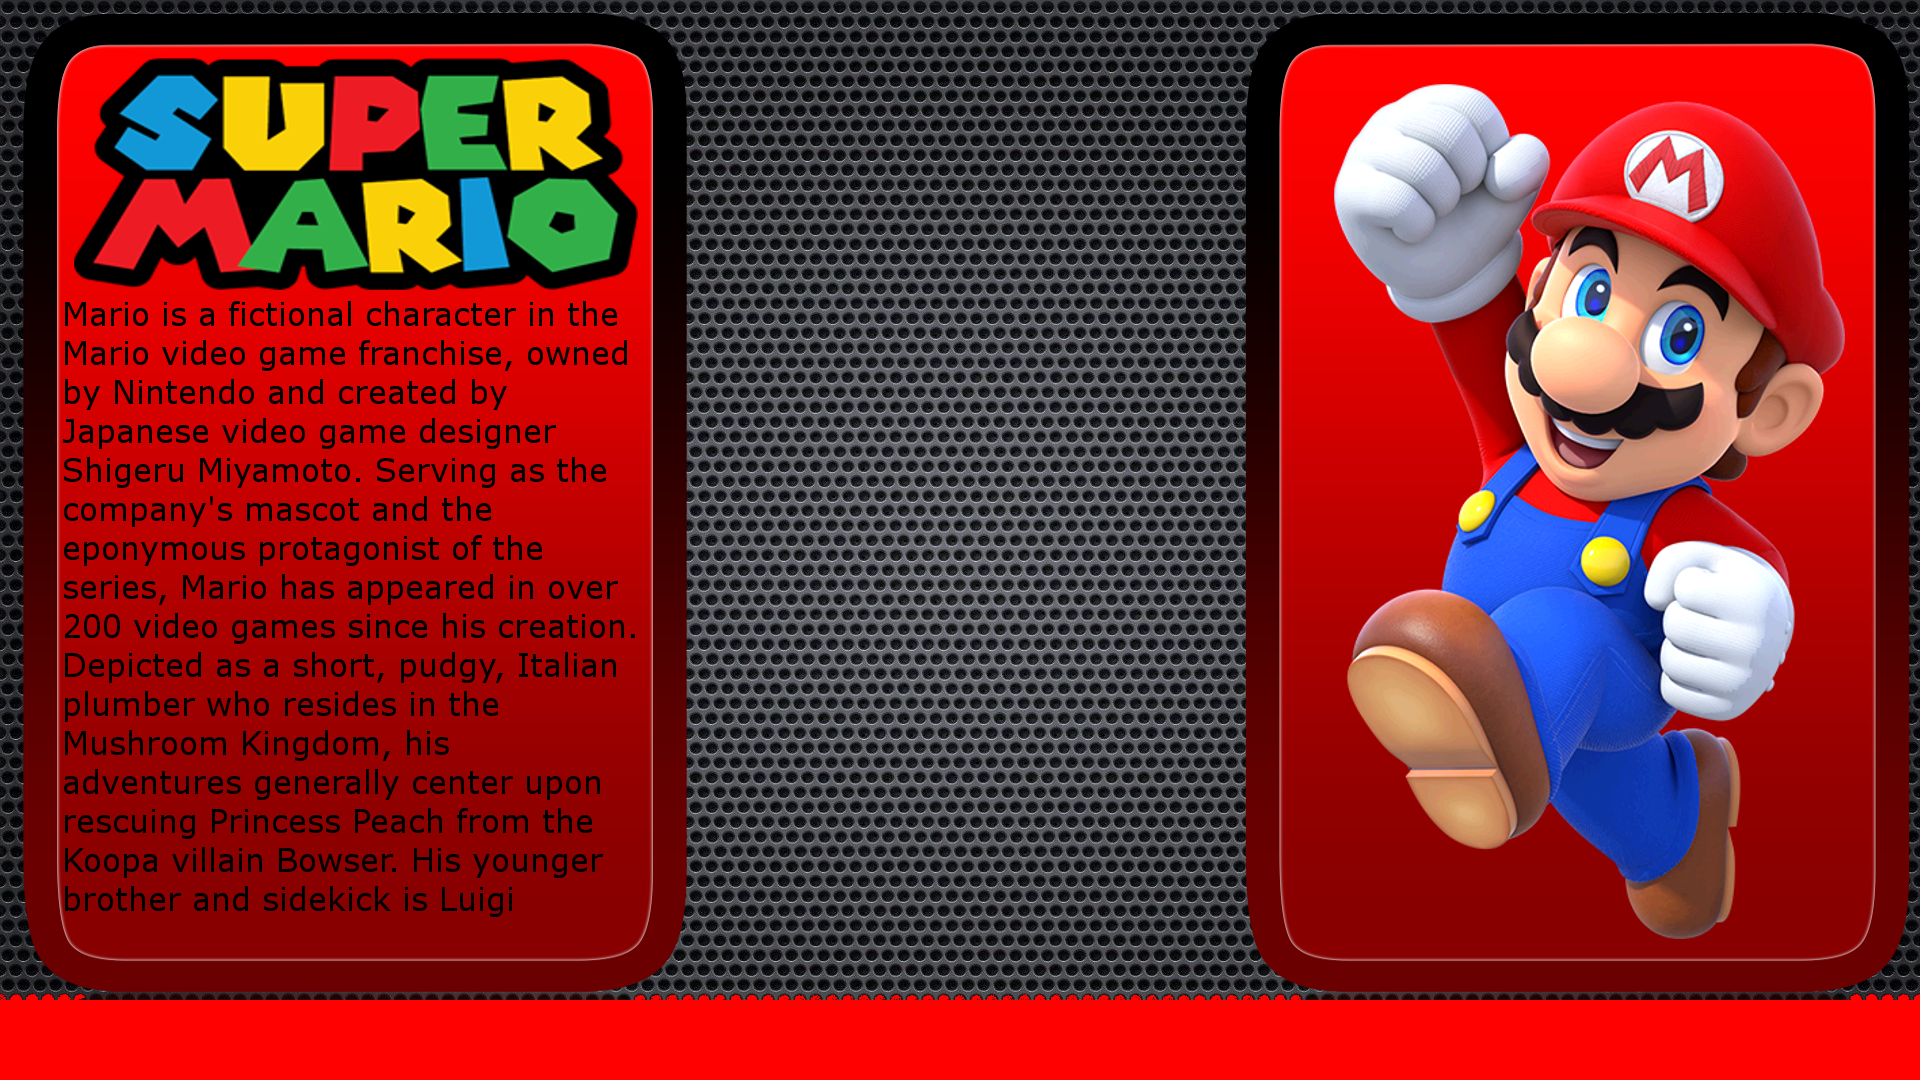 SUPER
MARIO
Mario is a fictional character in the
Mario video game franchise, owned
by Nintendo and created by
Japanese video game designer
Shigeru Miyamoto. Serving as the
company's mascot and the
eponymous protagonist of the
series, Mario has appeared in over
200 video games since his creation.
Depicted as a short, pudgy, Italian
plumber who resides in the
Mushroom Kingdom, his
adventures generally center upon
rescuing Princess Peach from the
Koopa villain Bowser. His younger
brother and sidekick is Luigi
M